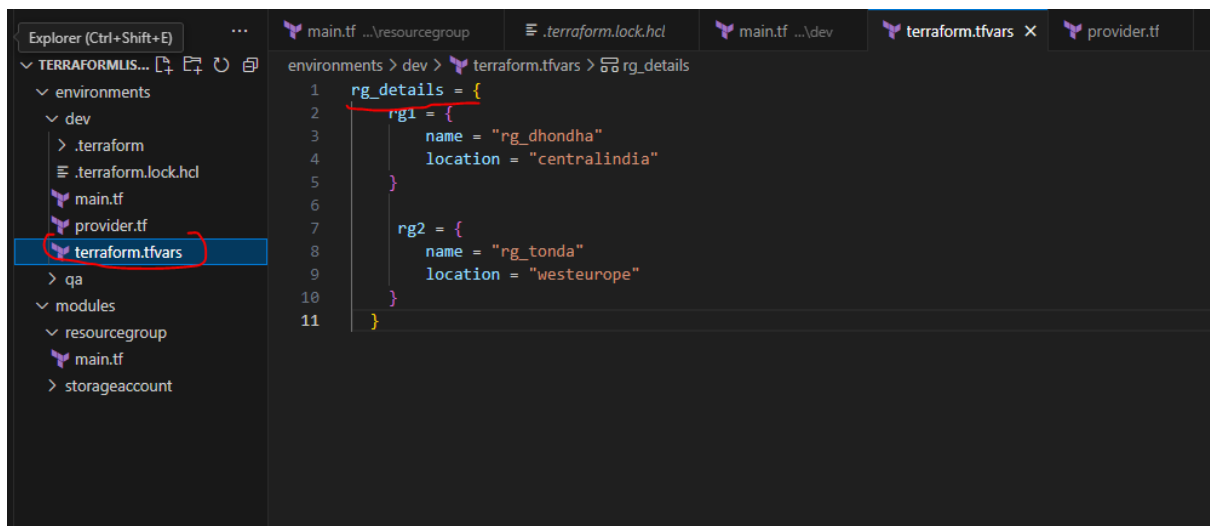 Explorer (Ctrl+Shift+E)
...
TERRAFORMLIS...
environments
dev
.terraform
.terraform.lock.hcl
main.tf
provider.tf
terraform.tfvars
qa
modules
resourcegroup
main.tf
storageaccount
main.tf ...\resourcegroup .terraform.lock.hcl main.tf ...\dev terraform.tfvars provider.tf
environments > dev > terraform.tfvars > rg_details
1 rg_details = {
2 rg1 = {
3 name = "rg_dhondha"
4 location = "centralindia"
5 }
6
7 rg2 = {
8 name = "rg_tonda"
9 location = "westeurope"
10 }
11 }